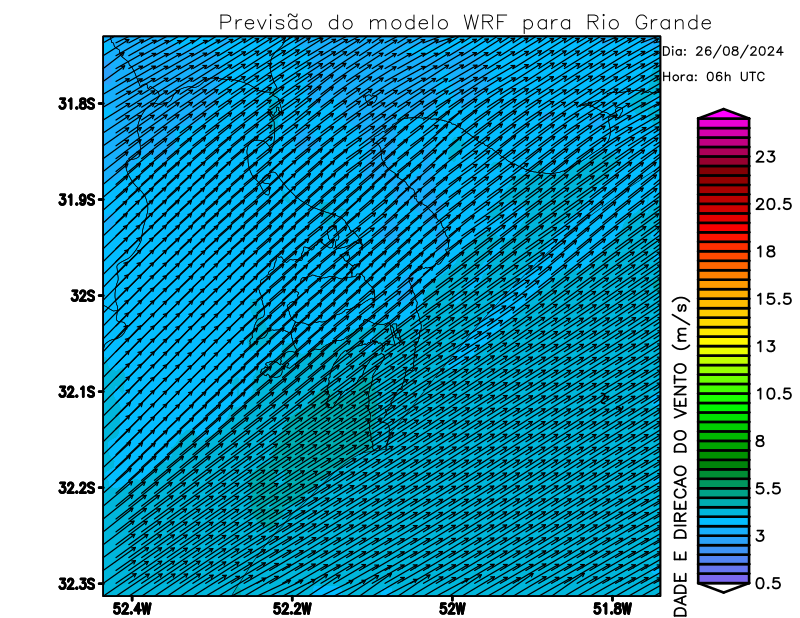 Previsão do modelo WRF para Rio Grande
Dia: 26/08/2024
Hora: 06h UTC
31.8S
31.9S
32S
32.1S
32.2S
32.3S
52.4W
52.2W
52W
51.8W
23
20.5
18
15.5
13
10.5
8
5.5
3
0.5
DADE E DIRECAO DO VENTO (m/s)